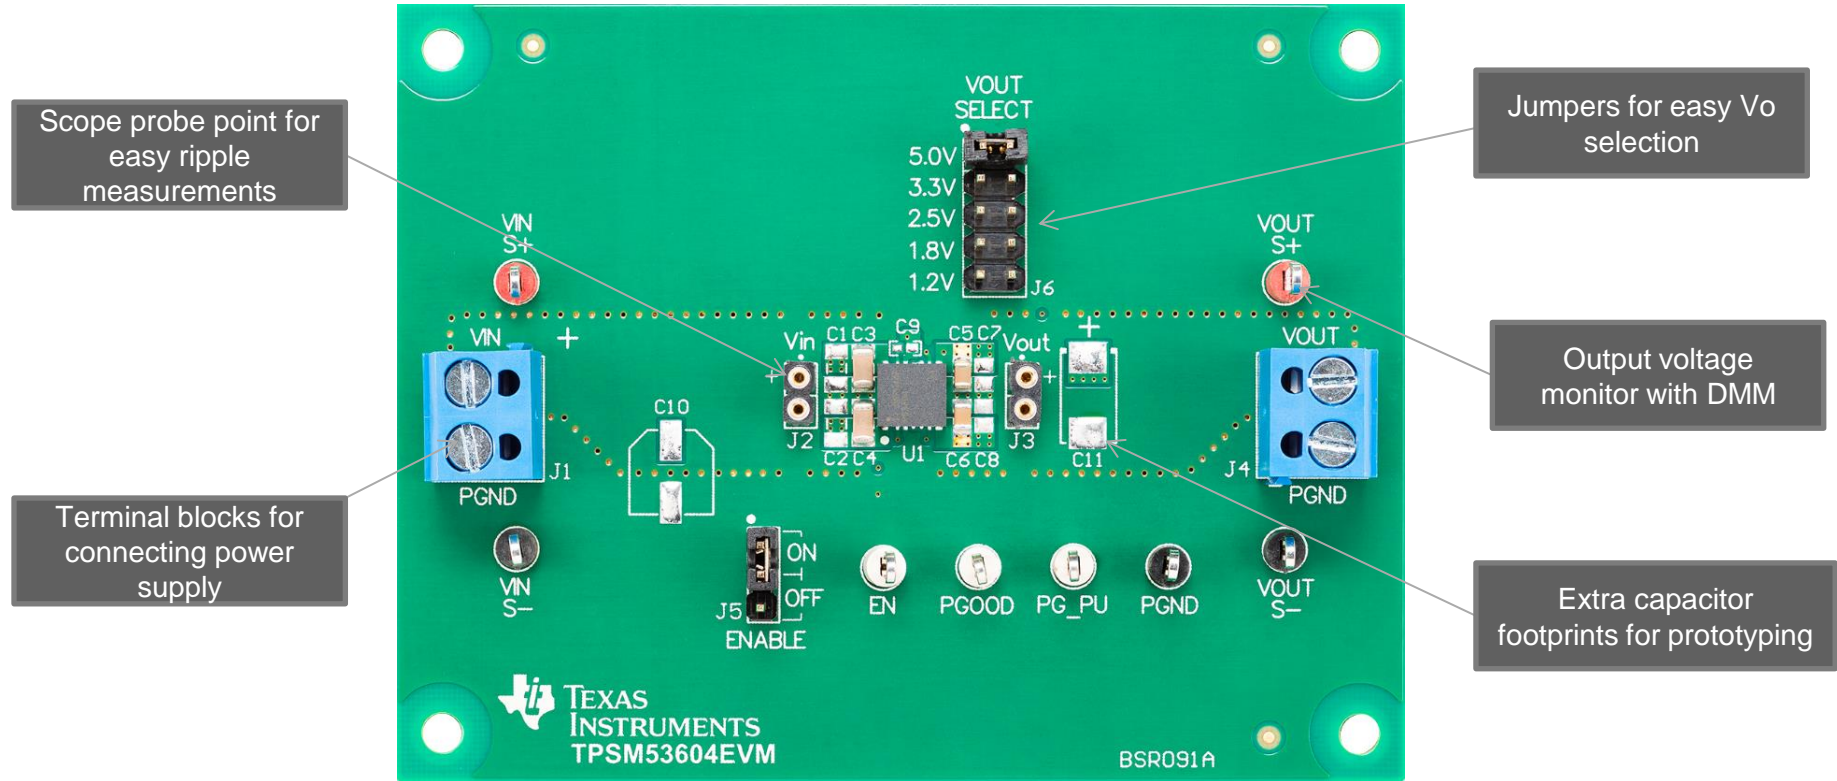 Scope probe point for
easy ripple
measurements
Terminal blocks for
connecting power
supply
Jumpers for easy Vo
selection
Output voltage
monitor with DMM
Extra capacitor
footprints for prototyping
VOUT
SELECT
5.0V
3.3V
2.5V
1.8V
1.2V
J6
VIN
S+
VOUT
S+
VIN
+
Vin
+
J2
C1 C3
C9
C5 C7
C2 C4
U1
C6 C8
Vout
+
J3
+
C11
VOUT
J4
PGND
J1
PGND
C10
VIN
S-
VOUT
S-
ON
OFF
J5
ENABLE
EN
PGOOD
PG_PU
PGND
TEXAS
INSTRUMENTS
TPSM53604EVM
BSR091A